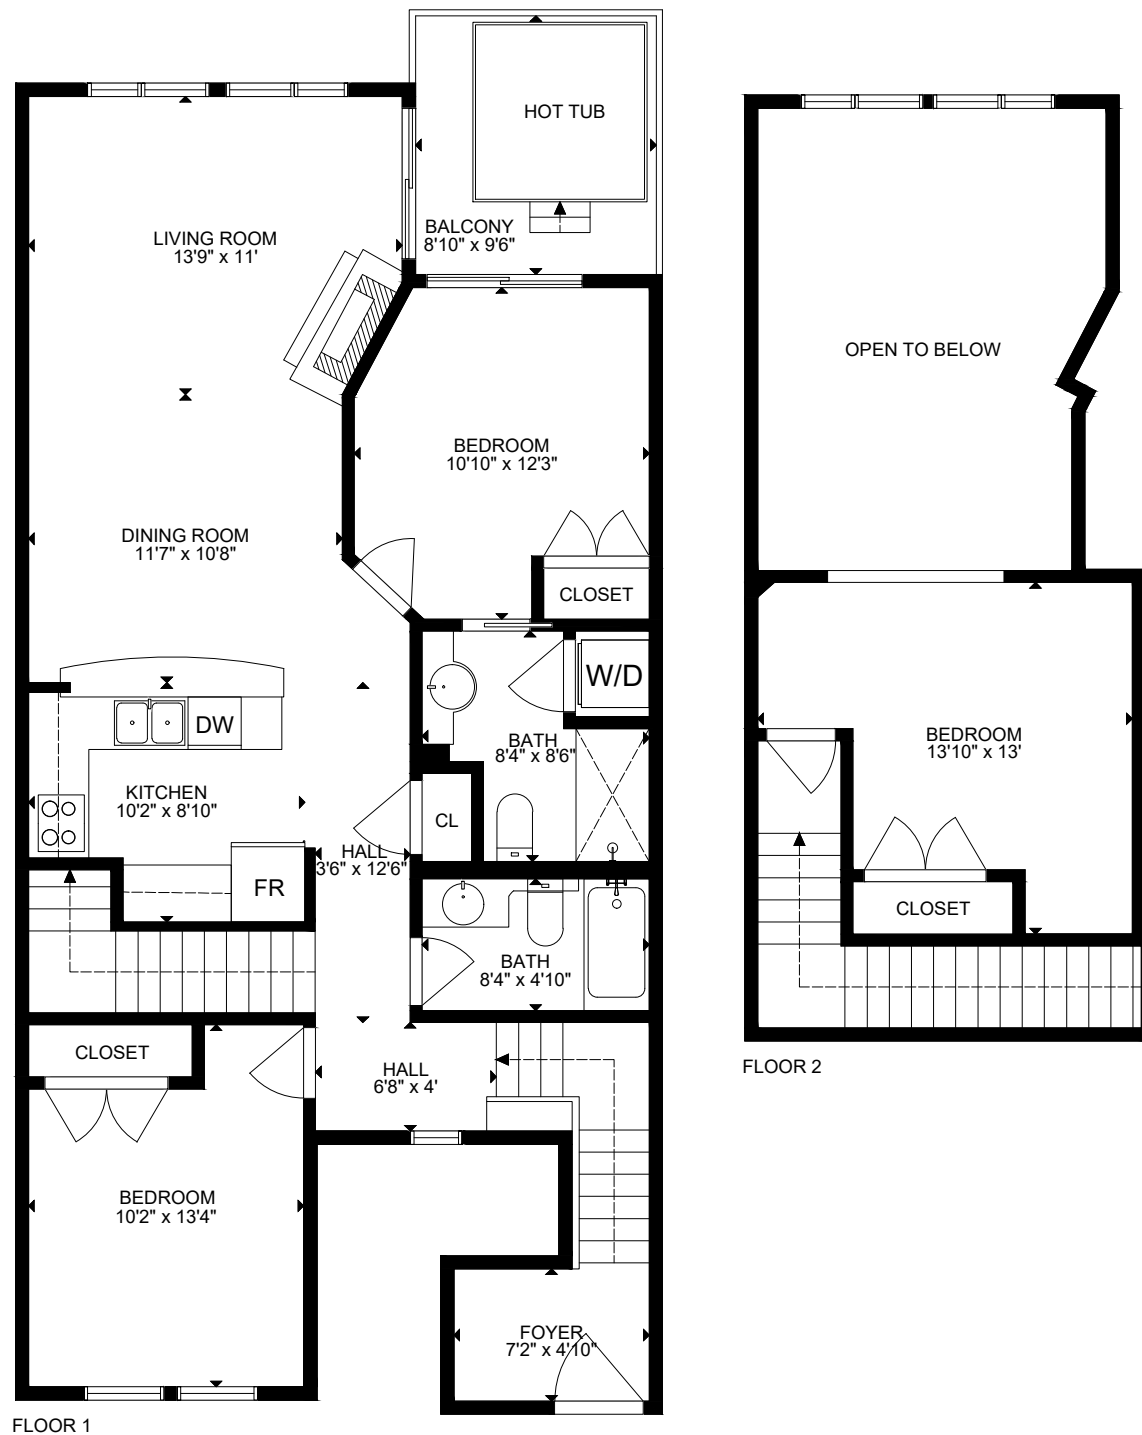 HOT TUB
BALCONY
8'10" x 9'6"
LIVING ROOM
13'9" x 11'
BEDROOM
10'10" x 12'3"
DINING ROOM
11'7" x 10'8"
CLOSET
W/D
DW
BATH
8'4" x 8'6"
KITCHEN
10'2" x 8'10"
CL
HALL
3'6" x 12'6"
FR
BATH
8'4" x 4'10"
CLOSET
HALL
6'8" x 4'
BEDROOM
10'2" x 13'4"
FOYER
7'2" x 4'10"
FLOOR 1
OPEN TO BELOW
BEDROOM
13'10" x 13'
CLOSET
FLOOR 2